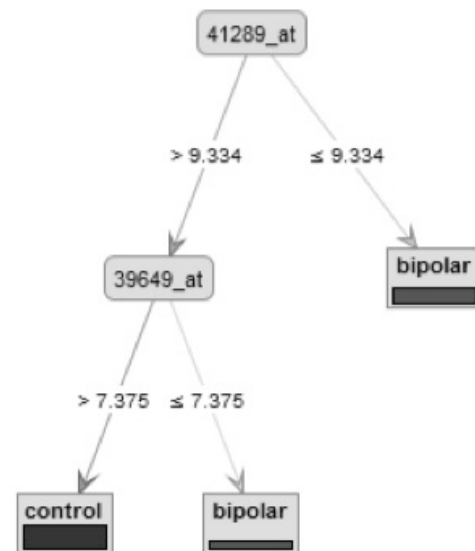 41289_at
> 9.334 ≤ 9.334
bipolar
39649_at
> 7.375 ≤ 7.375
control bipolar